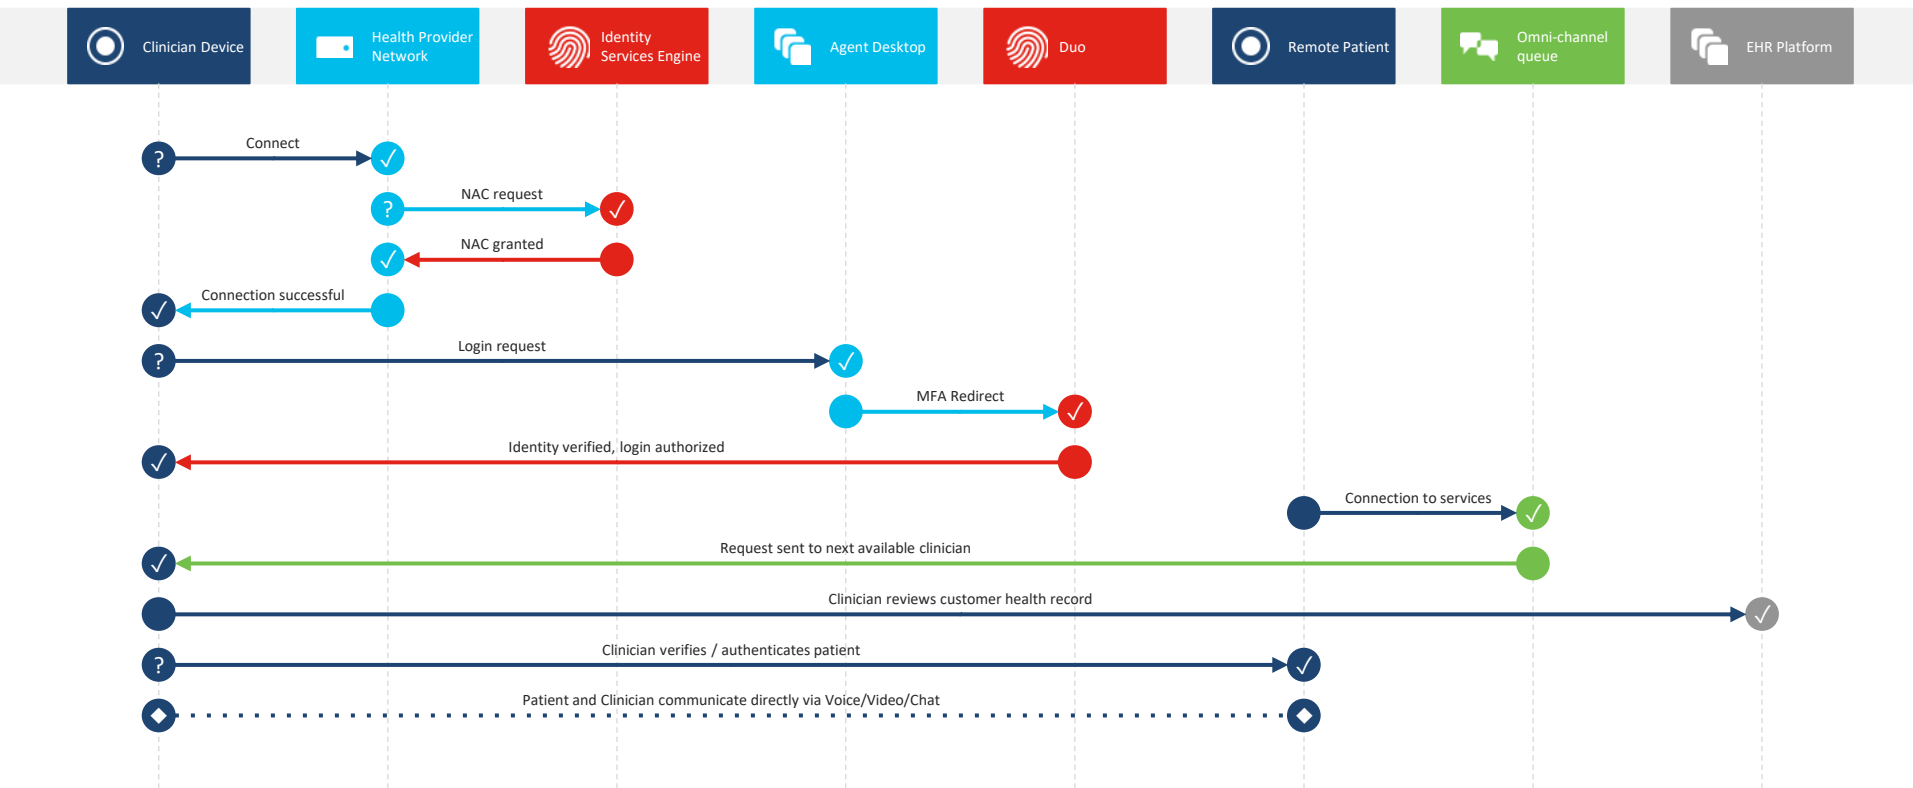 Clinician Device
Health Provider
Network
Identity
Services Engine
Agent Desktop
Duo
Remote Patient
Omni-channel
queue
EHR Platform
Connect
?
NAC request
?
NAC granted
Connection successful
Login request
?
MFA Redirect
Identity verified, login authorized
Connection to services
Request sent to next available clinician
Clinician reviews customer health record
Clinician verifies / authenticates patient
?
Patient and Clinician communicate directly via Voice/Video/Chat